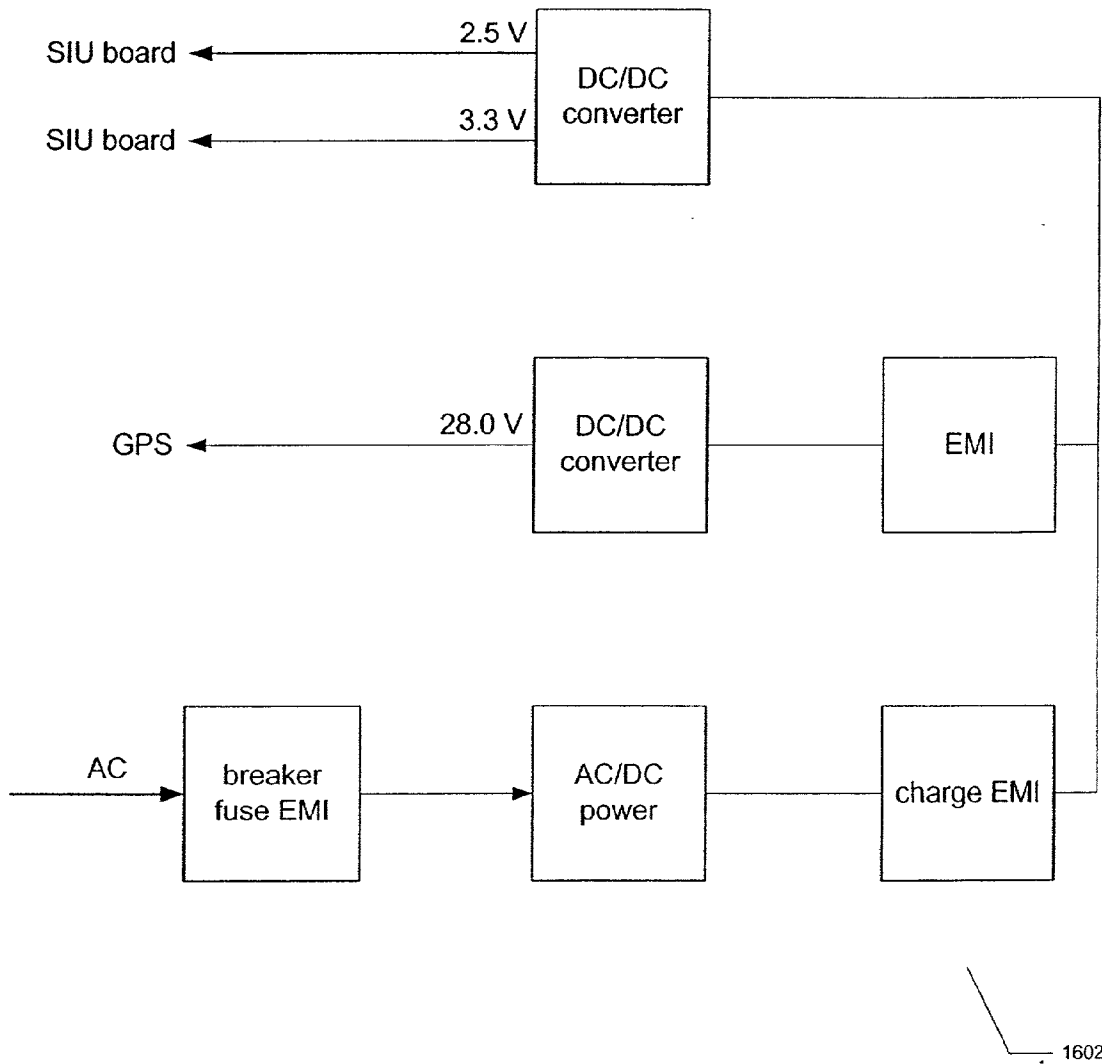 2.5 V
SIU board
DC/DC
converter
3.3 V
SIU board
28.0 V
GPS
DC/DC
converter
EMI
AC
breaker
fuse EMI
AC/DC
power
charge EMI
1602